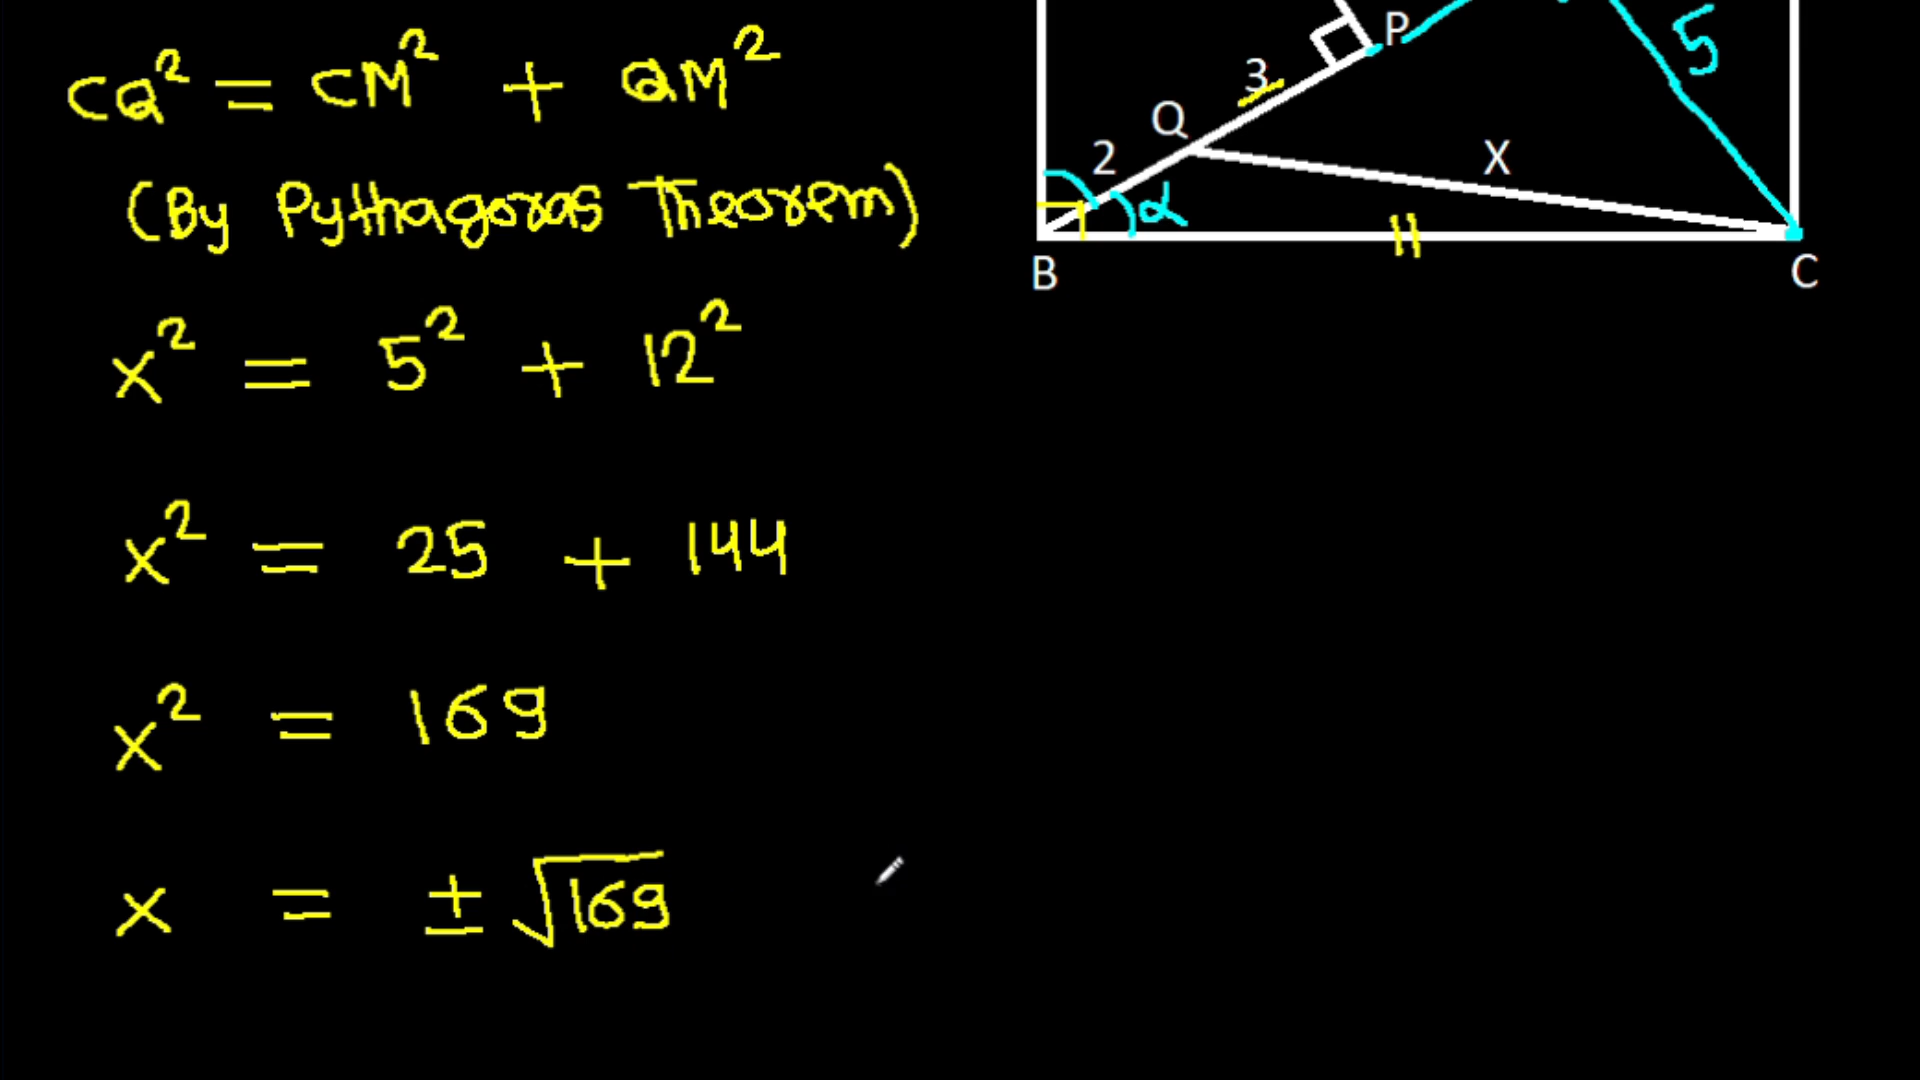 CQ² = CM² + QM²
(By Pythagoras Theorem)
x² = 5² + 12²
x² = 25 + 144
x² = 169
x = ± √169
P
5
3
Q
2
X
α
B
C